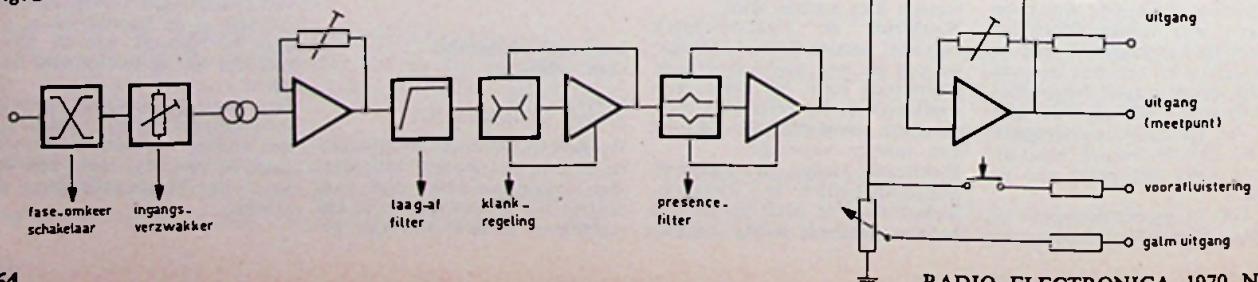 fase-omkeer
schakelaar
ingangs-
verzwakker
laag-af
filter
klank-
regeling
presence-
filter
uitgang
uitgang
(meetpunt)
voorafluistering
galm uitgang
RADIO ELECTRONICA 1970